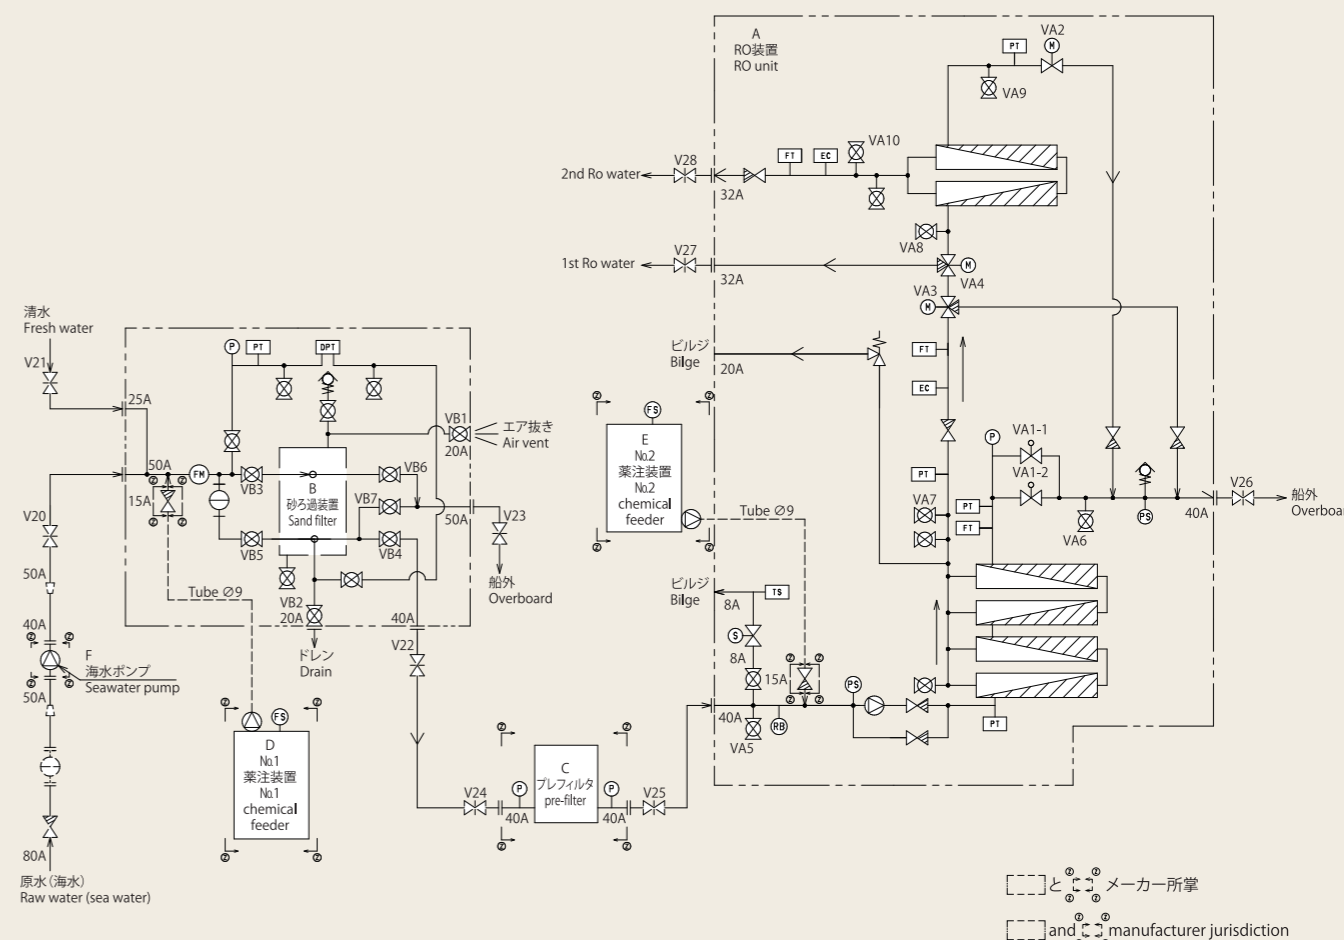 A
RO装置
RO unit
PT
VA2
M
VA9
FT
EC
VA10
V28
2nd Ro water
32A
VA8
V27
1st Ro water
32A
M
VA4
VA3
M
ビルジ
Bilge
20A
FT
EC
PT
VA7
P
VA1-1
VA1-2
PT
FT
VA6
PS
40A
V26
船外
Overboa
清水
Fresh water
V21
25A
P
PT
DPT
VB1
20A
エア抜き
Air vent
50A
FM
VB3
15A
B
砂ろ過装置
Sand filter
VB6
VB7
50A
V23
VB5
VB4
船外
Overboard
V20
50A
40A
F
海水ポンプ
Seawater pump
50A
Tube Ø9
VB2
20A
ドレン
Drain
40A
V22
FS
D
No.1
薬注装置
No.1
chemical
feeder
80A
原水(海水)
Raw water (sea water)
FS
E
No.2
薬注装置
No.2
chemical
feeder
Tube Ø9
ビルジ
Bilge
8A
TS
S
8A
15A
PS
40A
VA5
RB
PT
V24
P
40A
C
プレフィルタ
pre-filter
P
40A
V25
Z Z
と メーカー所掌
Z Z
Z Z
and manufacturer jurisdiction